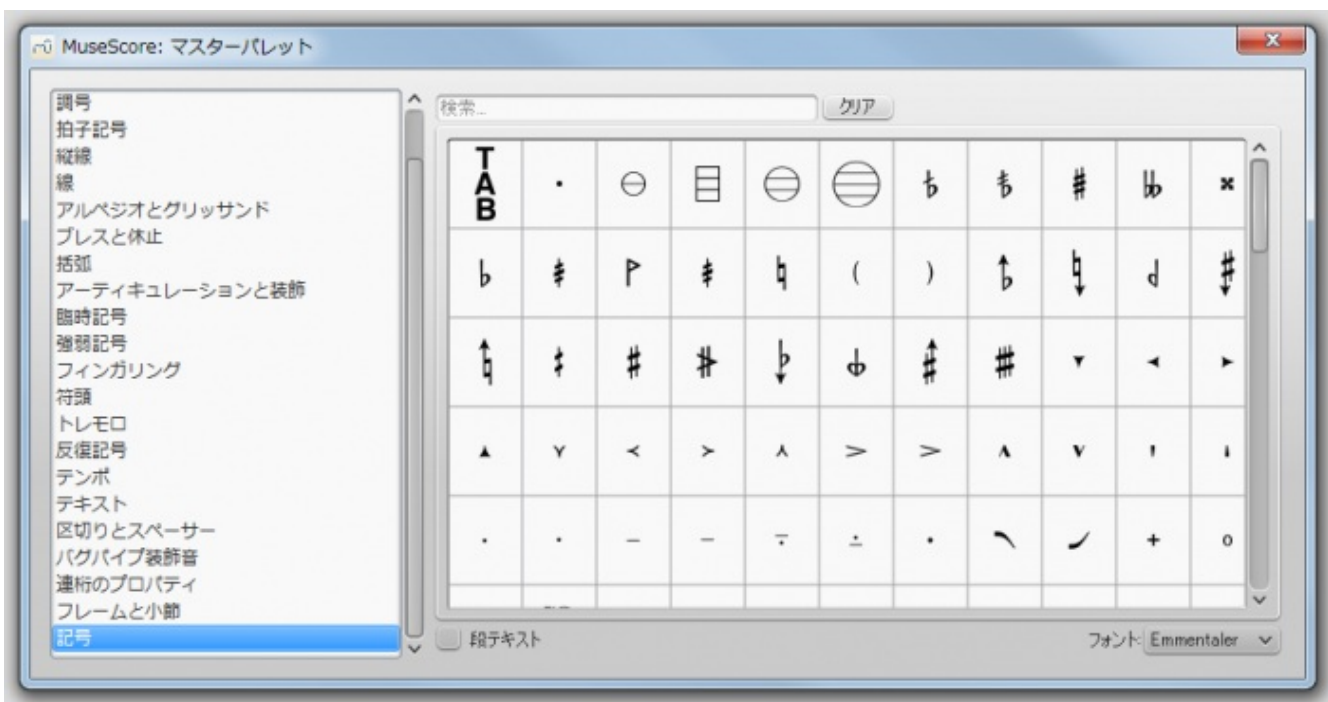 MuseScore: マスターパレット
調号
拍子記号
縦線
線
アルペジオとグリッサンド
ブレスと休止
括弧
アーティキュレーションと装飾
臨時記号
強弱記号
フィンガリング
符頭
トレモロ
反復記号
テンポ
テキスト
区切りとスペーサー
バグパイプ装飾音
連桁のプロパティ
フレームと小節
記号
検索...
クリア
T
A
B
段テキスト
フォント: Emmentaler